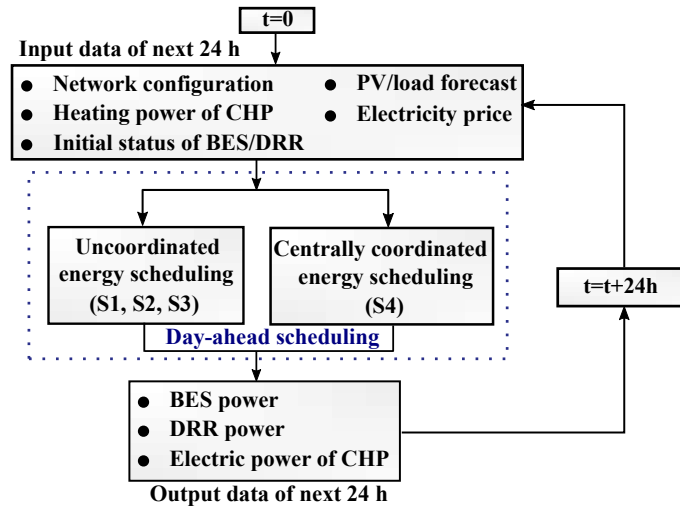 t=0
Input data of next 24 h
● Network configuration
● Heating power of CHP
● Initial status of BES/DRR
● PV/load forecast
● Electricity price
Uncoordinated
energy scheduling
(S1, S2, S3)
Centrally coordinated
energy scheduling
(S4)
t=t+24h
Day-ahead scheduling
● BES power
● DRR power
● Electric power of CHP
Output data of next 24 h